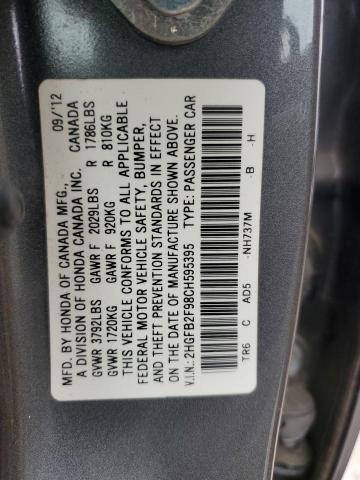 MFD. BY HONDA OF CANADA MFG., 09/'12
A DIVISION OF HONDA CANADA INC. CANADA
GVWR 3792LBS GAWR F 2029LBS R 1786LBS
GVWR 1720KG GAWR F 920KG R 810KG
THIS VEHICLE CONFORMS TO ALL APPLICABLE
FEDERAL MOTOR VEHICLE SAFETY, BUMPER,
AND THEFT PREVENTION STANDARDS IN EFFECT
ON THE DATE OF MANUFACTURE SHOWN ABOVE.
V.I.N.: 2HGFB2F98CH595395 TYPE: PASSENGER CAR
TR6 C AD5 -NH737M -B -H